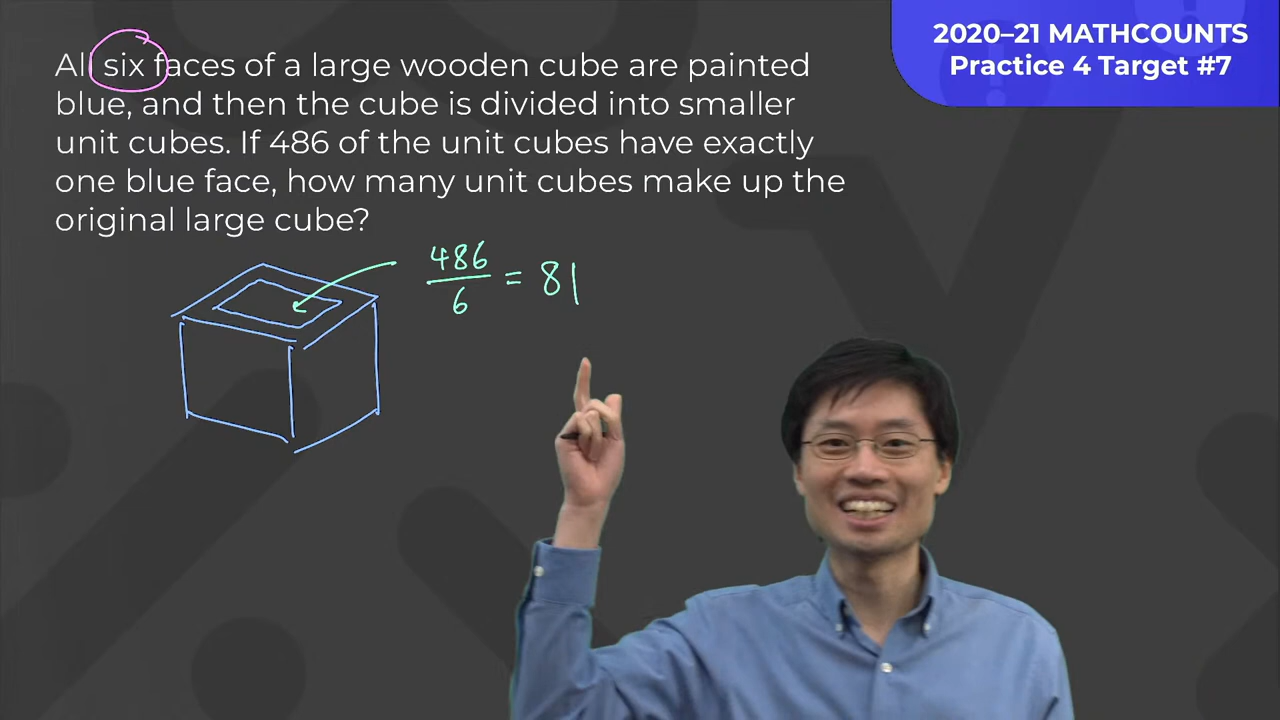 2020–21 MATHCOUNTS
Practice 4 Target #7
All six faces of a large wooden cube are painted
blue, and then the cube is divided into smaller
unit cubes. If 486 of the unit cubes have exactly
one blue face, how many unit cubes make up the
original large cube?
486
6
= 81